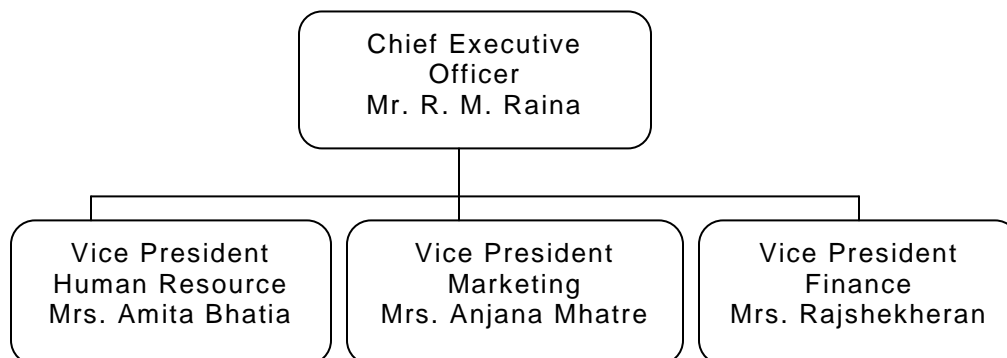 Chief Executive
Officer
Mr. R. M. Raina
Vice President
Human Resource
Mrs. Amita Bhatia
Vice President
Marketing
Mrs. Anjana Mhatre
Vice President
Finance
Mrs. Rajshekheran